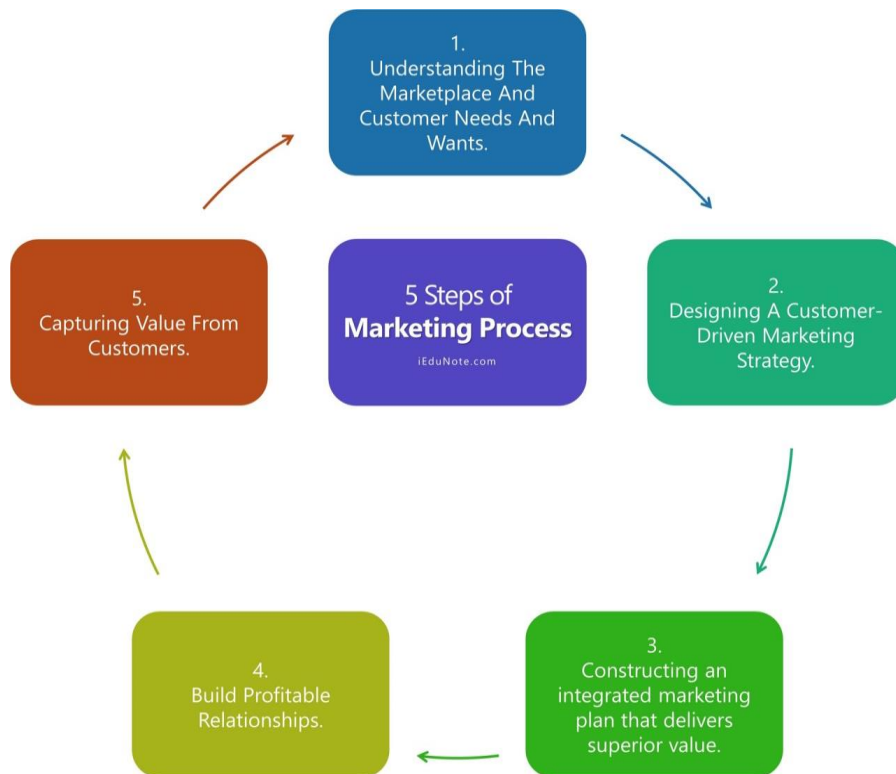 1.
Understanding The
Marketplace And
Customer Needs And
Wants.
5.
Capturing Value From
Customers.
5 Steps of
Marketing Process
iEduNote.com
2.
Designing A Customer-
Driven Marketing
Strategy.
4.
Build Profitable
Relationships.
3.
Constructing an
integrated marketing
plan that delivers
superior value.